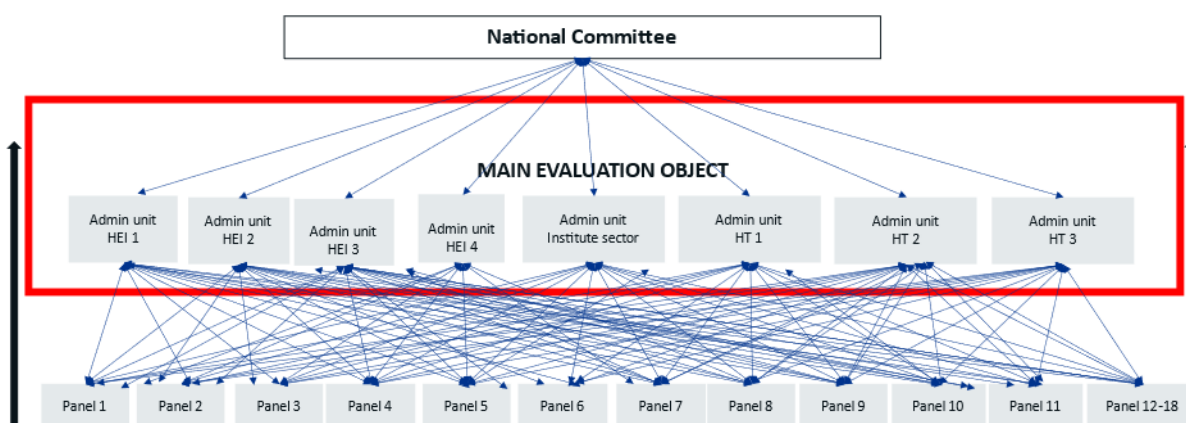 National Committee
MAIN EVALUATION OBJECT
Admin unit
HEI 1
Admin unit
HEI 2
Admin unit
HEI 3
Admin unit
HEI 4
Admin unit
Institute sector
Admin unit
HT 1
Admin unit
HT 2
Admin unit
HT 3
Panel 1
Panel 2
Panel 3
Panel 4
Panel 5
Panel 6
Panel 7
Panel 8
Panel 9
Panel 10
Panel 11
Panel 12-18